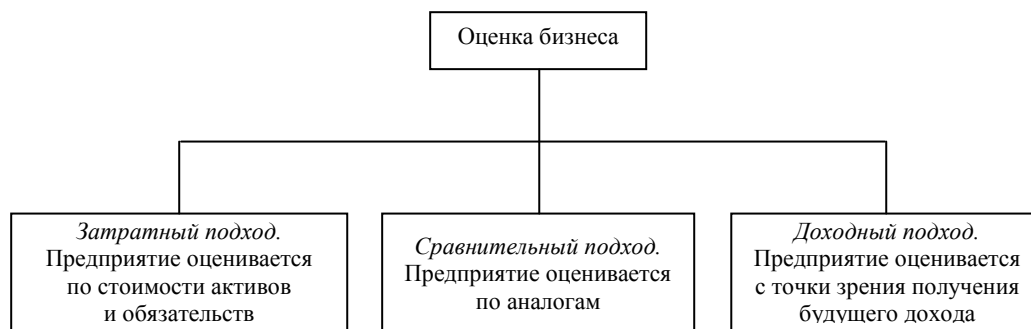 Оценка бизнеса
Затратный подход.
Предприятие оценивается
по стоимости активов
и обязательств
Сравнительный подход.
Предприятие оценивается
по аналогам
Доходный подход.
Предприятие оценивается
с точки зрения получения
будущего дохода